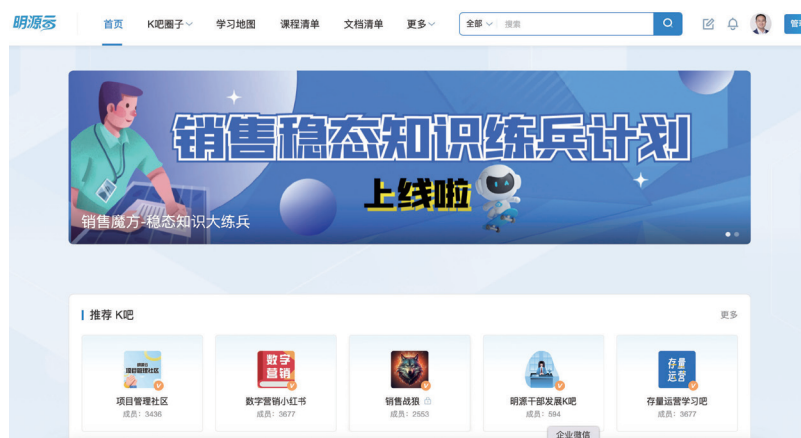 明源云
首页 K吧圈子 学习地图 课程清单 文档清单 更多 全部 搜索
销售稳态知识练兵计划
上线啦
销售魔方-稳态知识大练兵
推荐 K吧 更多
数字
营销
存量
运营
项目管理社区 数字营销小红书 销售战狼 明源干部发展K吧 存量运营学习吧
成员：3436 成员：3677 成员：2553 成员：594 成员：3677
企业微信